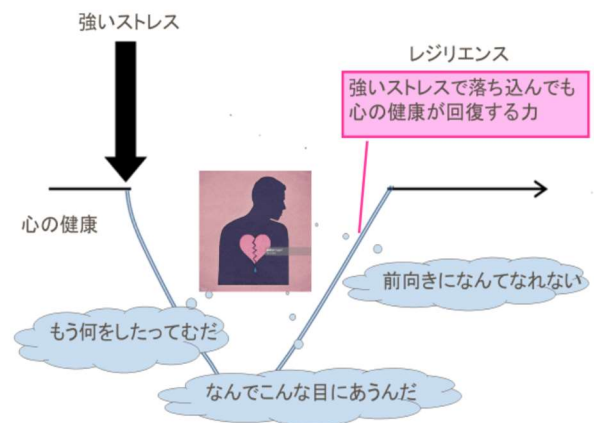 強いストレス
レジリエンス
強いストレスで落ち込んでも
心の健康が回復する力
心の健康
前向きになんてなれない
もう何をしたってむだ
なんでこんな目にあうんだ